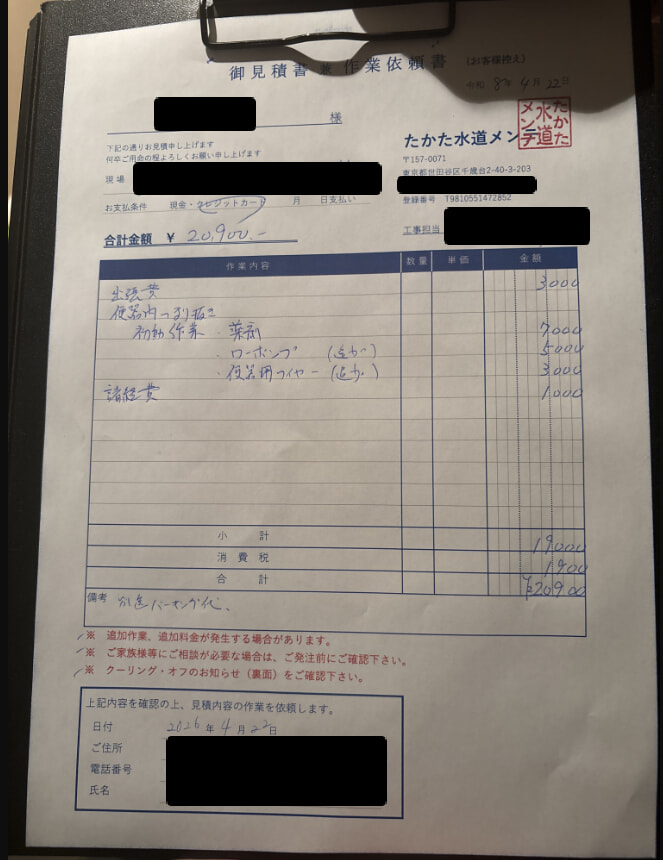 御見積書 兼 作業依頼書 (お客様控え)
令和 8年 4月 22日
様
下記の通りお見積申し上げます
何卒ご用命の程よろしくお願い申し上げます
現場
お支払条件 現金・クレジットカード 月 日支払い
合計金額 ¥ 20,900.-
たかた水道メンテ
たかた水道メンテ
〒157-0071
東京都世田谷区千歳台2-40-3-203
登録番号 T9810551472852
工事担当
作業内容 数量 単価 金額
出張費 3000
便器内つまり抜き
初動作業・薬剤 7000
・ローポンプ (追加) 5000
・便器用ワイヤー (追加) 3000
諸経費 1000
小計 19000
消費税 1900
合計 ¥20900
備考 別途パーキング代、
※ 追加作業、追加料金が発生する場合があります。
※ ご家族様等にご相談が必要な場合は、ご発注前にご確認下さい。
※ クーリング・オフのお知らせ(裏面)をご確認下さい。
上記内容を確認の上、見積内容の作業を依頼します。
日付 2026年 4月 22日
ご住所
電話番号
氏名